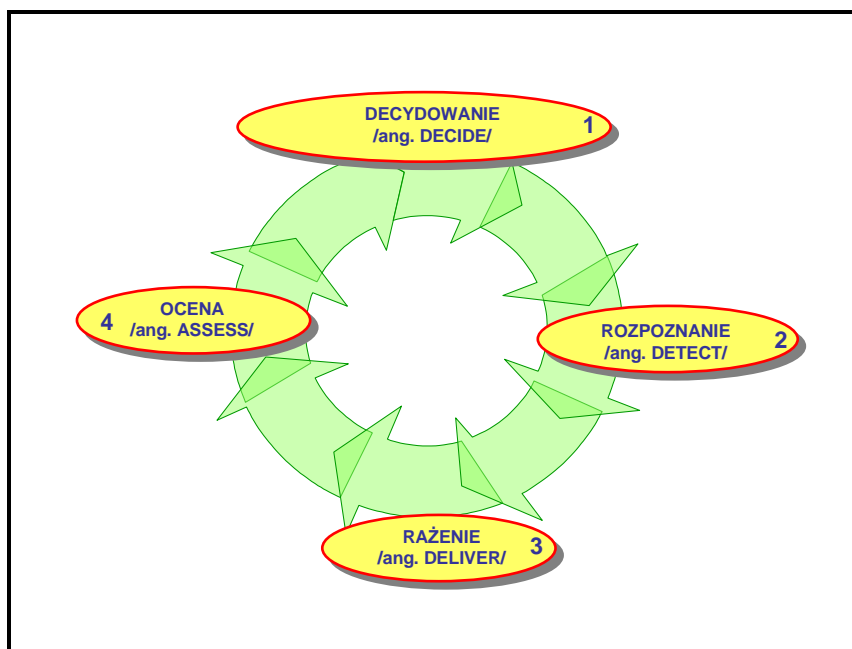 DECYDOWANIE
/ang. DECIDE/
1
ROZPOZNANIE
/ang. DETECT/
2
RAŻENIE
/ang. DELIVER/
3
OCENA
/ang. ASSESS/
4